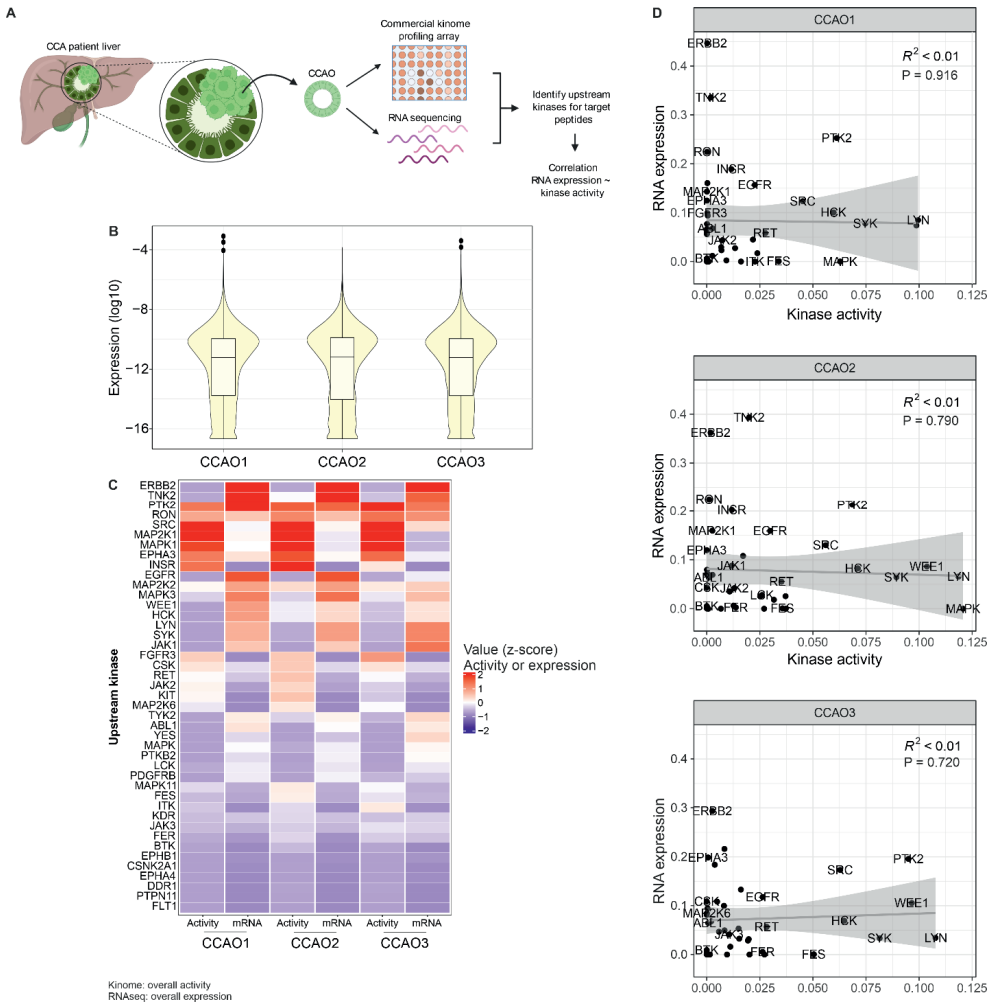 A
CCA patient liver
CCAO
Commercial kinome
profiling array
RNA sequencing
Identify upstream
kinases for target
peptides
Correlation
RNA expression ~
kinase activity
B
Expression (log10)
−4
−8
−12
−16
CCAO1
CCAO2
CCAO3
C
Upstream kinase
ERBB2
TNK2
PTK2
RON
SRC
MAP2K1
MAPK1
EPHA3
INSR
EGFR
MAP2K2
MAPK3
WEE1
HCK
LYN
SYK
JAK1
FGFR3
CSK
RET
JAK2
KIT
MAP2K6
TYK2
ABL1
YES
MAPK
PTKB2
LCK
PDGFRB
MAPK11
FES
ITK
KDR
JAK3
FER
BTK
EPHB1
CSNK2A1
EPHA4
DDR1
PTPN11
FLT1
Activity mRNA Activity mRNA Activity mRNA
CCAO1 CCAO2 CCAO3
Value (z-score)
Activity or expression
2
1
0
−1
−2
Kinome: overall activity
RNAseq: overall expression
D
CCAO1
R² < 0.01
P = 0.916
RNA expression
0.4
0.3
0.2
0.1
0.0
ERBB2
TNK2
PTK2
RON
INSR
EGFR
MAP2K1
EPHA3
SRC
FGFR3
HCK
LYN
SYK
ABL1
RET
JAK2
BTK
ITK
FES
MAPK
0.000 0.025 0.050 0.075 0.100 0.125
Kinase activity
CCAO2
R² < 0.01
P = 0.790
RNA expression
0.4
0.3
0.2
0.1
0.0
TNK2
ERBB2
RON
INSR
PTK2
MAP2K1
EGFR
SRC
EPHA3
JAK1
HCK
WEE1
ABL1
SYK
LYN
RET
CSK
JAK2
LCK
BTK
FER
FES
MAPK
0.000 0.025 0.050 0.075 0.100 0.125
Kinase activity
CCAO3
R² < 0.01
P = 0.720
RNA expression
0.4
0.3
0.2
0.1
0.0
ERBB2
EPHA3
PTK2
SRC
EGFR
CSK
WEE1
MAP2K6
HCK
ABL1
RET
JAK3
SYK
LYN
BTK
FER
FES
0.000 0.025 0.050 0.075 0.100 0.125
Kinase activity